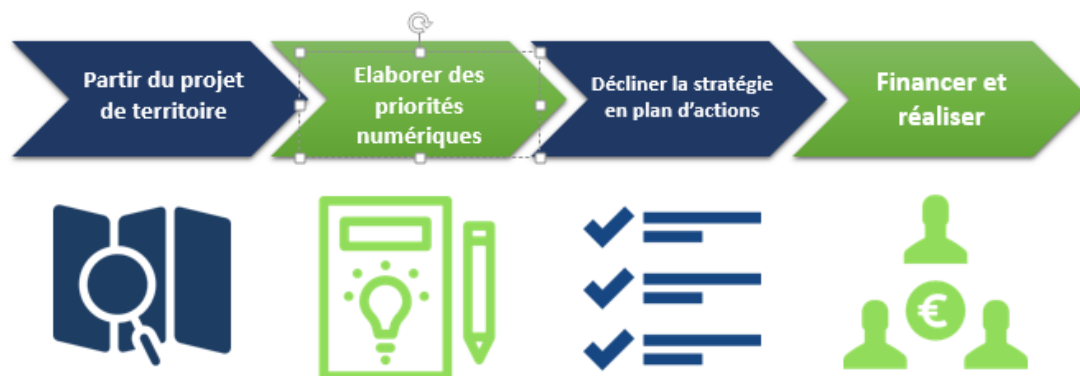 Partir du projet
de territoire
Elaborer des
priorités
numériques
Décliner la stratégie
en plan d'actions
Financer et
réaliser
€